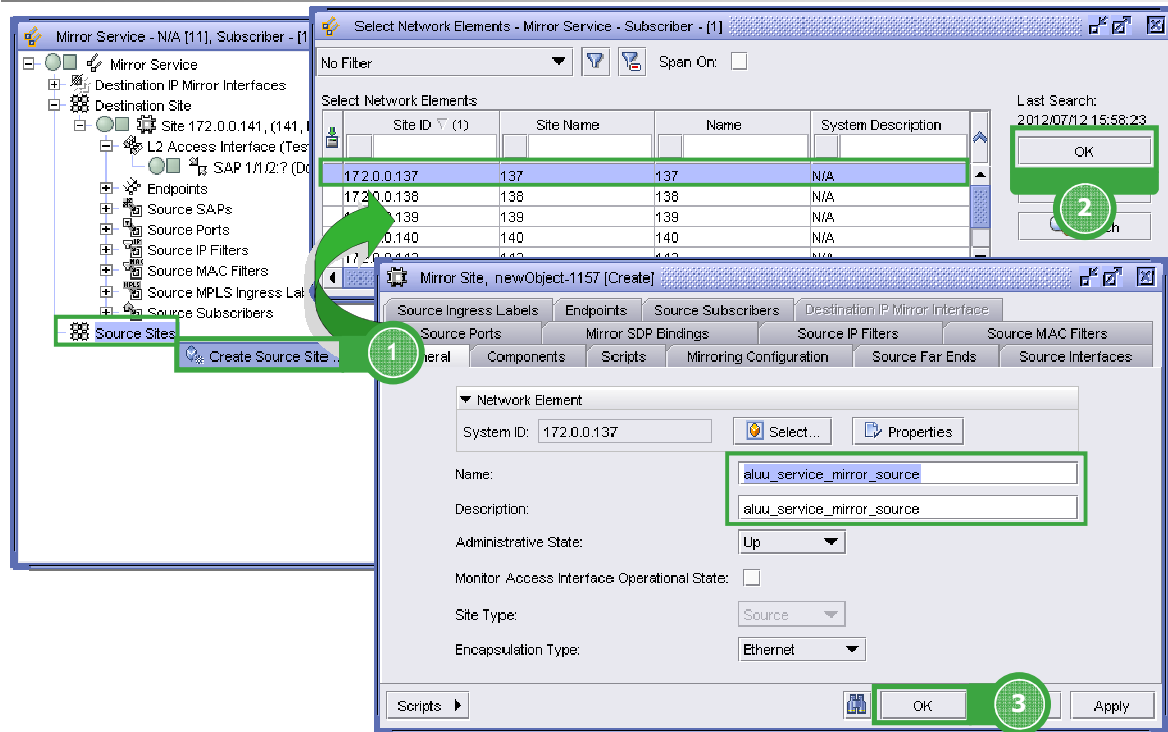 Mirror Service - N/A [11], Subscriber - [1
Mirror Service
Destination IP Mirror Interfaces
Destination Site
Site 172.0.0.141, (141,
L2 Access Interface (Tes
SAP 1/1/2:? (Do
Endpoints
Source SAPs
Source Ports
Source IP Filters
Source MAC Filters
Source MPLS Ingress Lab
Source Subscribers
Source Sites
Create Source Site ..
1
Select Network Elements - Mirror Service - Subscriber - [1]
No Filter
Span On:
Select Network Elements
Site ID (1) Site Name Name System Description
172.0.0.137 137 137 N/A
172.0.0.138 138 138 N/A
139 139 N/A
0.140 140 140 N/A
Last Search:
2012/07/12 15:58:23
OK
2
Mirror Site, newObject-1157 [Create]
Source Ingress Labels Endpoints Source Subscribers Destination IP Mirror Interface
Source Ports Mirror SDP Bindings Source IP Filters Source MAC Filters
Components Scripts Mirroring Configuration Source Far Ends Source Interfaces
Network Element
System ID: 172.0.0.137 Select... Properties
Name: aluu_service_mirror_source
Description: aluu_service_mirror_source
Administrative State: Up
Monitor Access Interface Operational State:
Site Type: Source
Encapsulation Type: Ethernet
Scripts OK 3 Apply